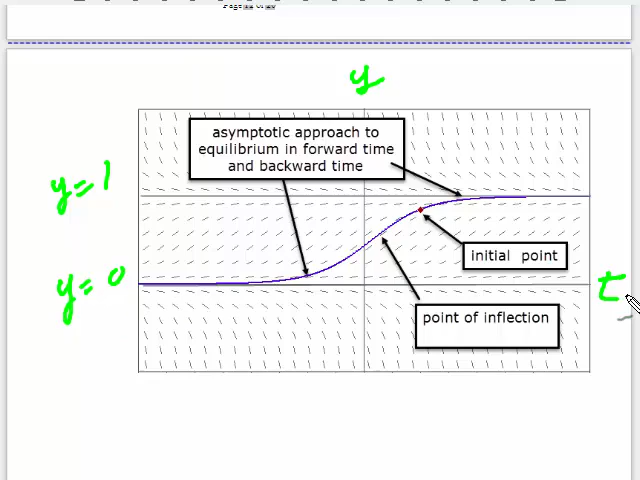 y
asymptotic approach to
equilibrium in forward time
and backward time
y = 1
initial point
y = 0
t
point of inflection